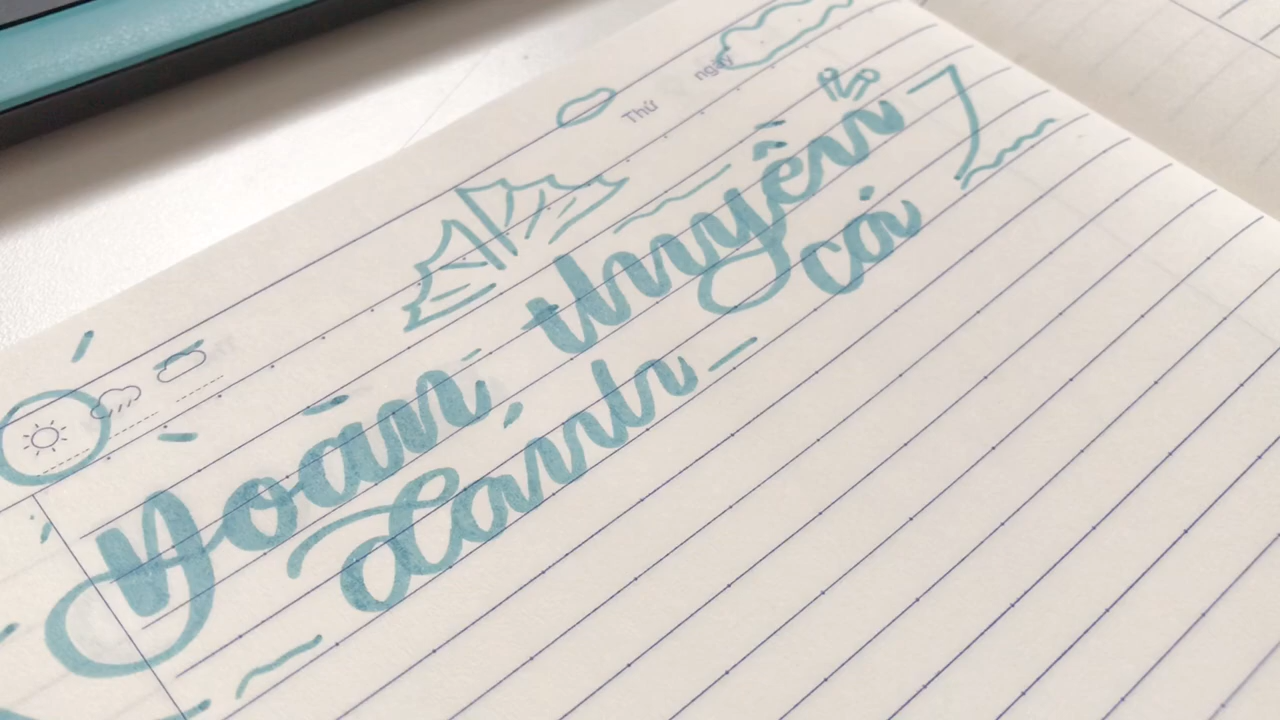 Thứ ngày
Đoàn thuyền
Đánh cá